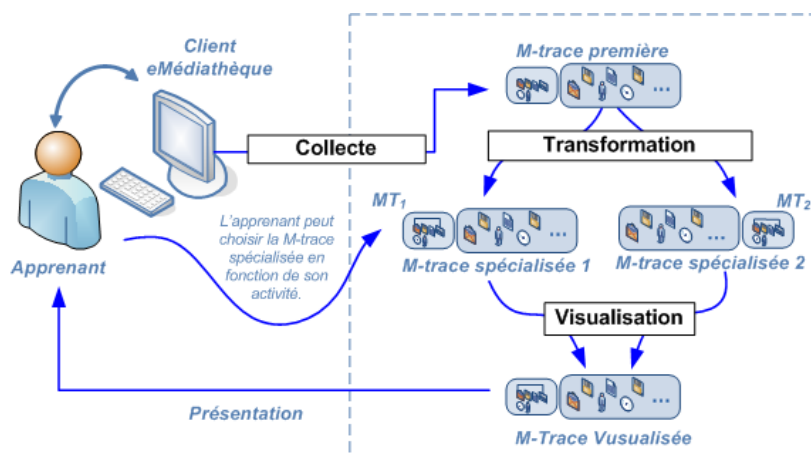 Client
eMédiathèque
M-trace première
...
Collecte
Transformation
MT1
MT2
...
...
L'apprenant peut
choisir la M-trace
spécialisée en
fonction de son
activité.
Apprenant
M-trace spécialisée 1
M-trace spécialisée 2
Visualisation
...
Présentation
M-Trace Vusualisée